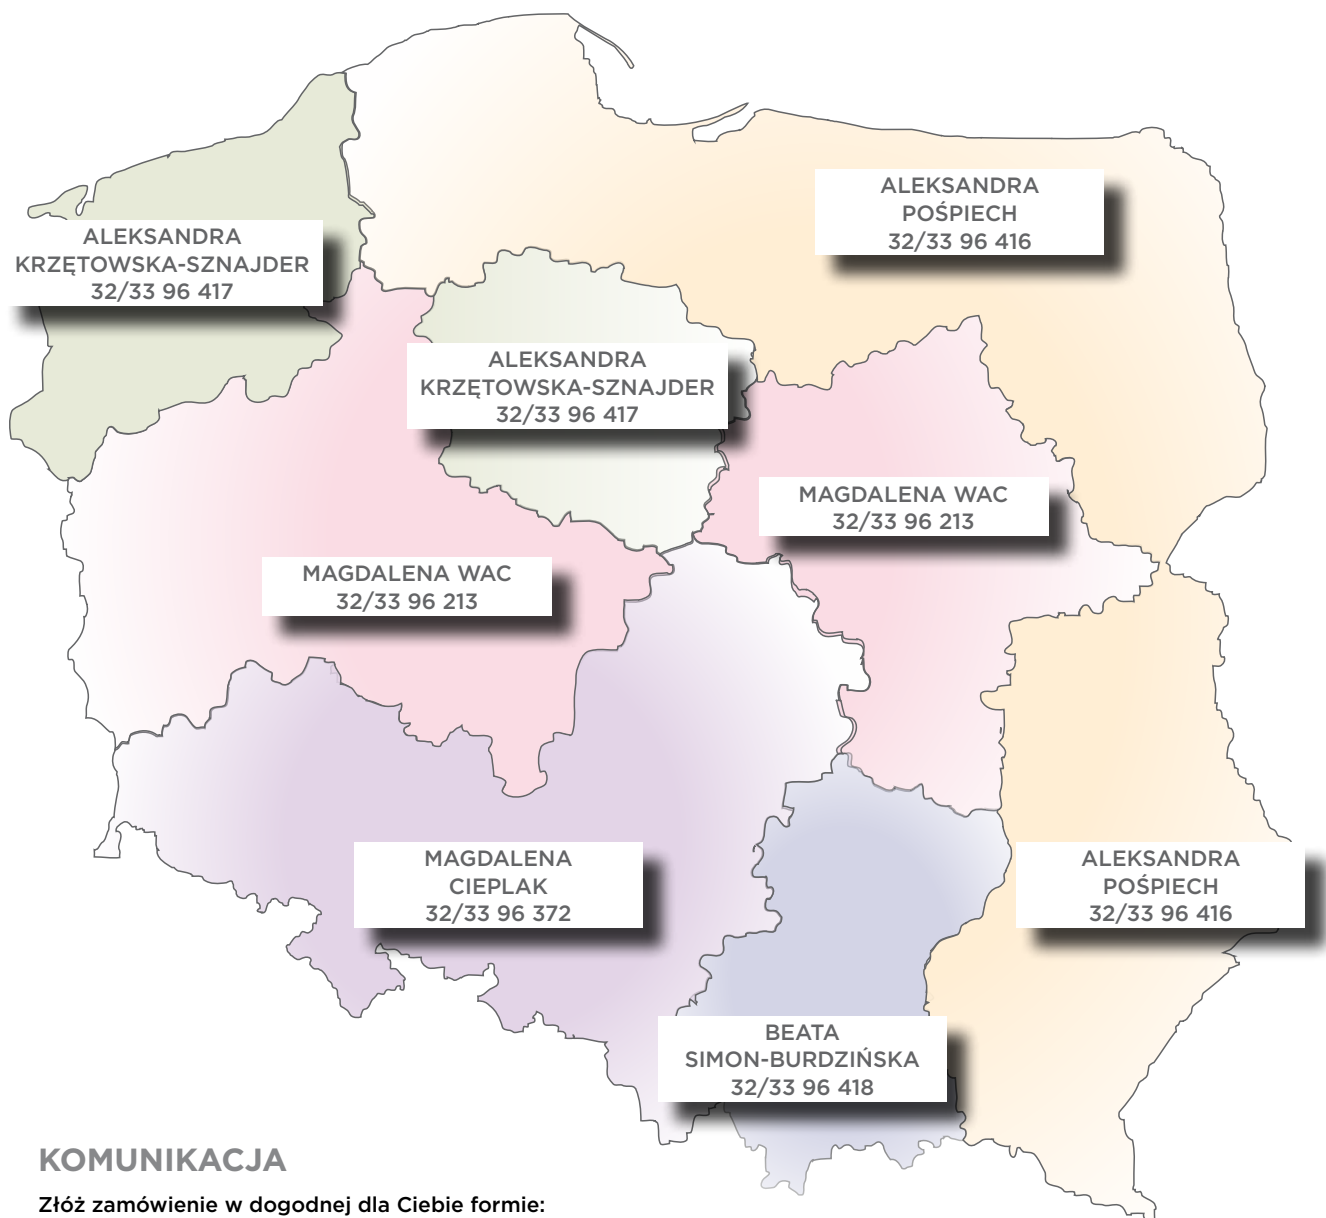 ALEKSANDRA
POŚPIECH
32/33 96 416
ALEKSANDRA
KRZĘTOWSKA-SZNAJDER
32/33 96 417
ALEKSANDRA
KRZĘTOWSKA-SZNAJDER
32/33 96 417
MAGDALENA WAC
32/33 96 213
MAGDALENA WAC
32/33 96 213
MAGDALENA
CIEPLAK
32/33 96 372
ALEKSANDRA
POŚPIECH
32/33 96 416
BEATA
SIMON-BURDZIŃSKA
32/33 96 418
KOMUNIKACJA
Złóż zamówienie w dogodnej dla Ciebie formie: